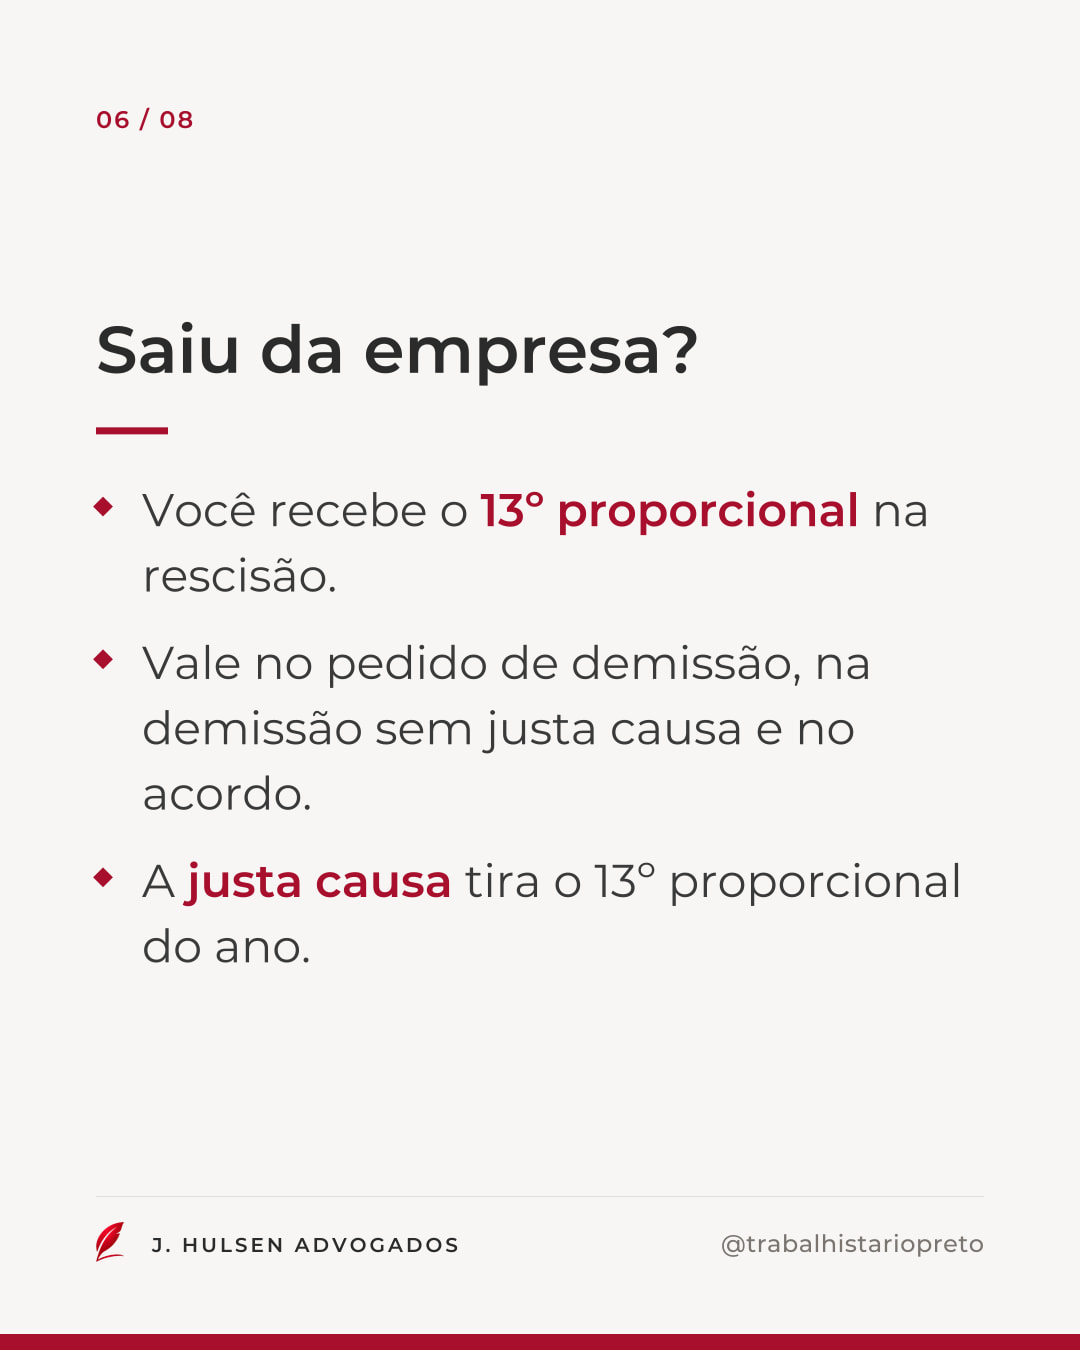 06 / 08
Saiu da empresa?
Você recebe o 13º proporcional na
rescisão.
Vale no pedido de demissão, na
demissão sem justa causa e no
acordo.
A justa causa tira o 13º proporcional
do ano.
J. HULSEN ADVOGADOS
@trabalhistariopreto